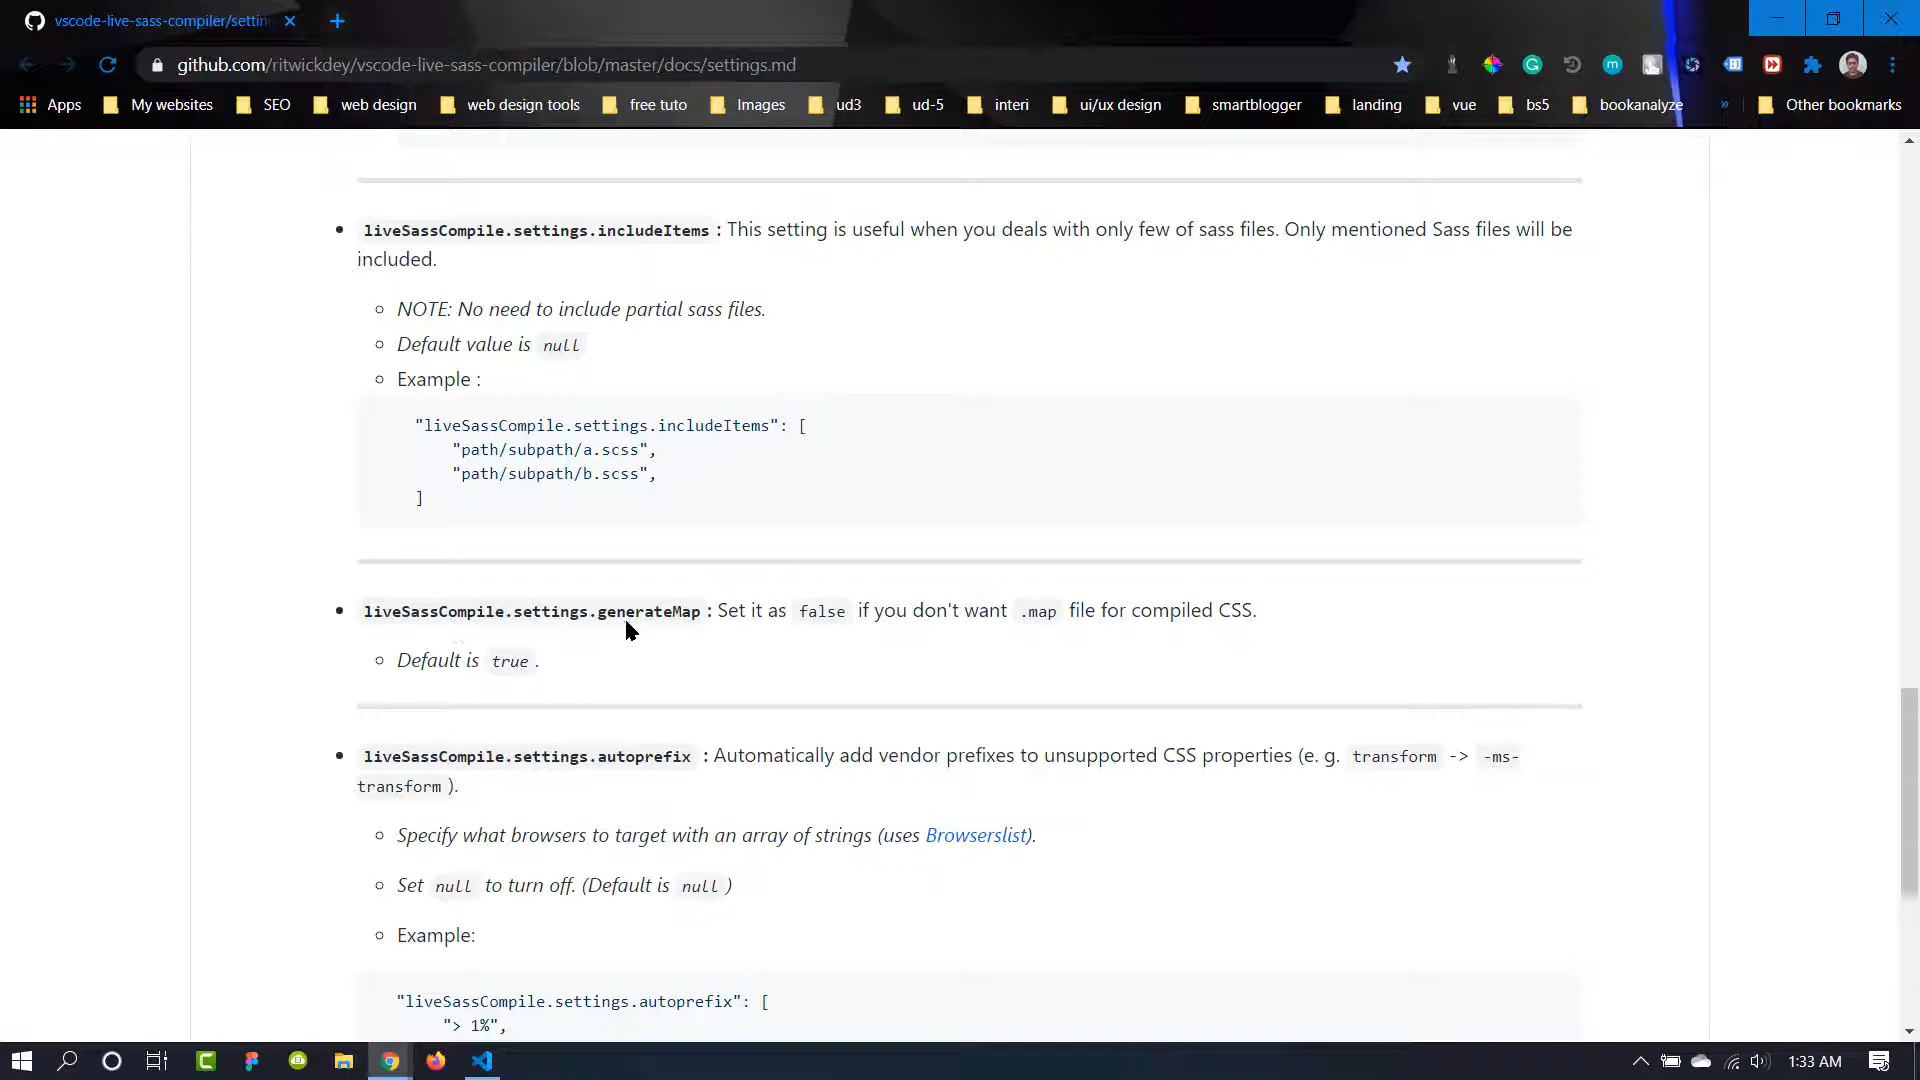 vscode-live-sass-compiler/settin
github.com/ritwickdey/vscode-live-sass-compiler/blob/master/docs/settings.md
Apps My websites SEO web design web design tools free tuto Images ud3 ud-5 interi ui/ux design smartblogger landing vue bs5 bookanalyze » Other bookmarks
liveSassCompile.settings.includeItems : This setting is useful when you deals with only few of sass files. Only mentioned Sass files will be
included.
NOTE: No need to include partial sass files.
Default value is null
Example :
"liveSassCompile.settings.includeItems": [
"path/subpath/a.scss",
"path/subpath/b.scss",
]
liveSassCompile.settings.generateMap : Set it as false if you don't want .map file for compiled CSS.
Default is true .
liveSassCompile.settings.autoprefix : Automatically add vendor prefixes to unsupported CSS properties (e. g. transform -> -ms-
transform ).
Specify what browsers to target with an array of strings (uses Browserslist).
Set null to turn off. (Default is null )
Example:
"liveSassCompile.settings.autoprefix": [
"> 1%",
1:33 AM